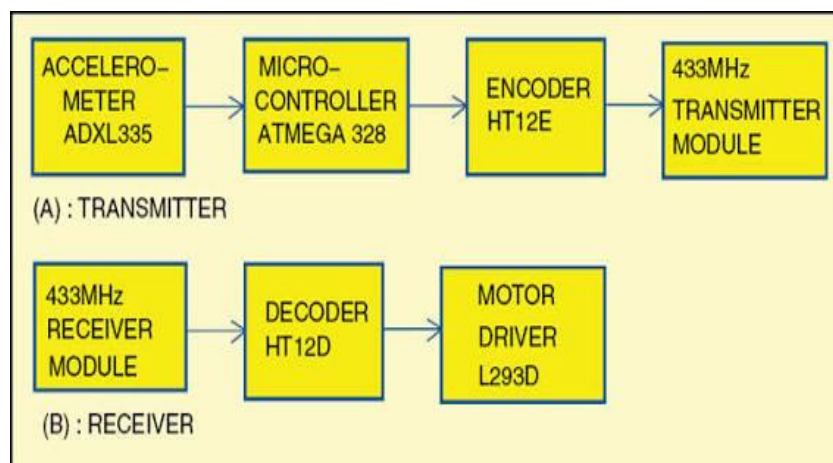 ACCELERO-
METER
ADXL335
MICRO-
CONTROLLER
ATMEGA 328
ENCODER
HT12E
433MHz
TRANSMITTER
MODULE
(A) : TRANSMITTER
433MHz
RECEIVER
MODULE
DECODER
HT12D
MOTOR
DRIVER
L293D
(B) : RECEIVER